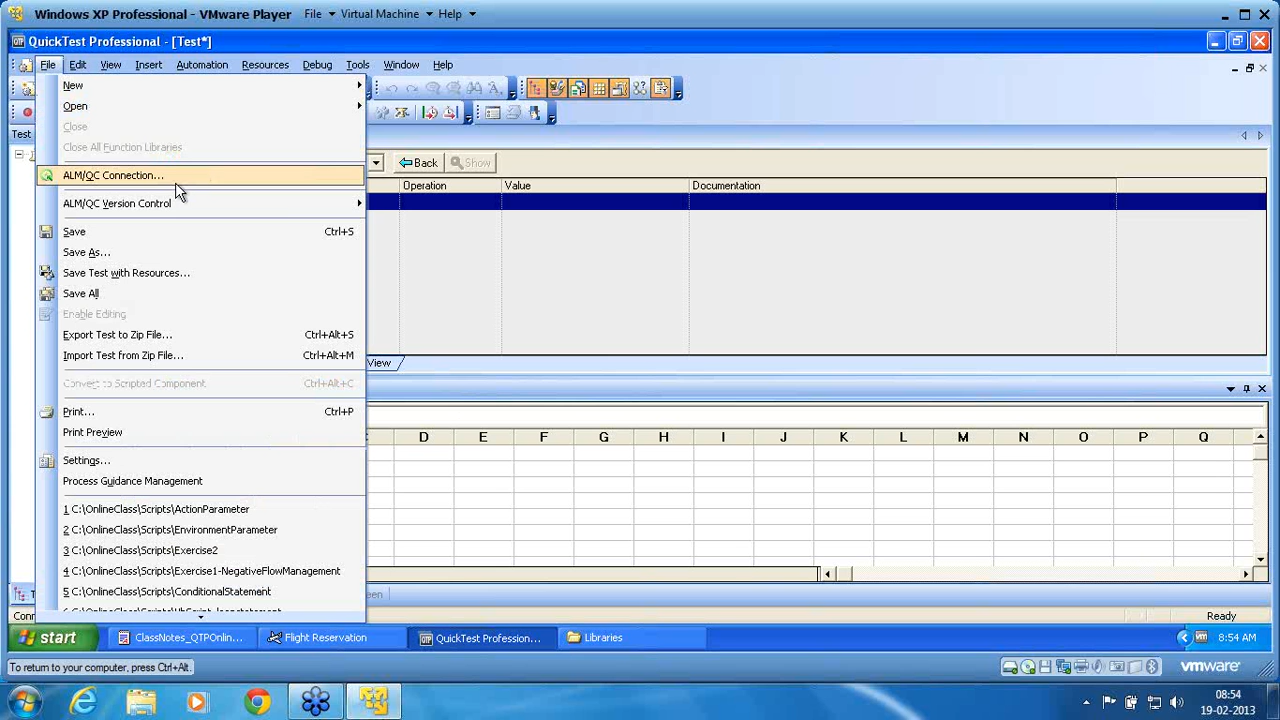 Windows XP Professional - VMware Player File Virtual Machine Help
QuickTest Professional - [Test*]
File Edit View Insert Automation Resources Debug Tools Window Help
New
Open
Close
Close All Function Libraries
ALM/QC Connection...
ALM/QC Version Control
Save Ctrl+S
Save As...
Save Test with Resources...
Save All
Enable Editing
Export Test to Zip File... Ctrl+Alt+S
Import Test from Zip File... Ctrl+Alt+M
Convert to Scripted Component Ctrl+Alt+C
Print... Ctrl+P
Print Preview
Settings...
Process Guidance Management
1 C:\OnlineClass\Scripts\ActionParameter
2 C:\OnlineClass\Scripts\EnvironmentParameter
3 C:\OnlineClass\Scripts\Exercise2
4 C:\OnlineClass\Scripts\Exercise1-NegativeFlowManagement
5 C:\OnlineClass\Scripts\ConditionalStatement
Test
Back Show
Operation Value Documentation
View
D E F G H I J K L M N O P Q
Ready
start ClassNotes_QTPOnlin... Flight Reservation QuickTest Profession... Libraries 8:54 AM
To return to your computer, press Ctrl+Alt. vmware
08:54
19-02-2013